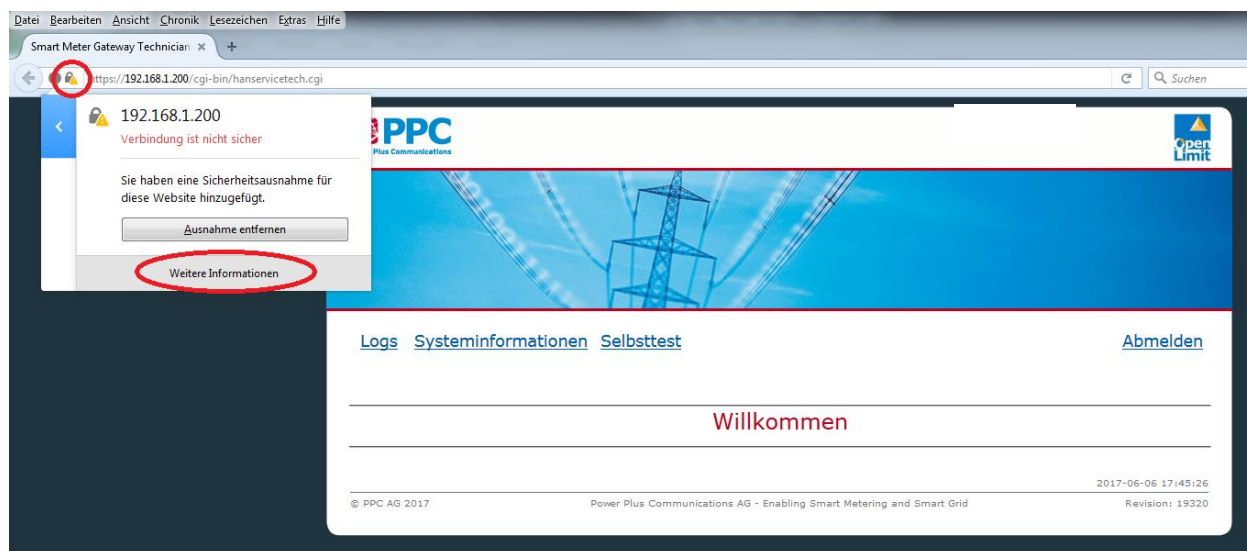 Datei Bearbeiten Ansicht Chronik Lesezeichen Extras Hilfe
Smart Meter Gateway Technician × +
https://192.168.1.200/cgi-bin/hanservicetech.cgi
Suchen
192.168.1.200
Verbindung ist nicht sicher
Sie haben eine Sicherheitsausnahme für
diese Website hinzugefügt.
Ausnahme entfernen
Weitere Informationen
PPC
Plus Communications
Open
Limit
Logs Systeminformationen Selbsttest Abmelden
Willkommen
2017-06-06 17:45:26
© PPC AG 2017 Power Plus Communications AG - Enabling Smart Metering and Smart Grid Revision: 19320